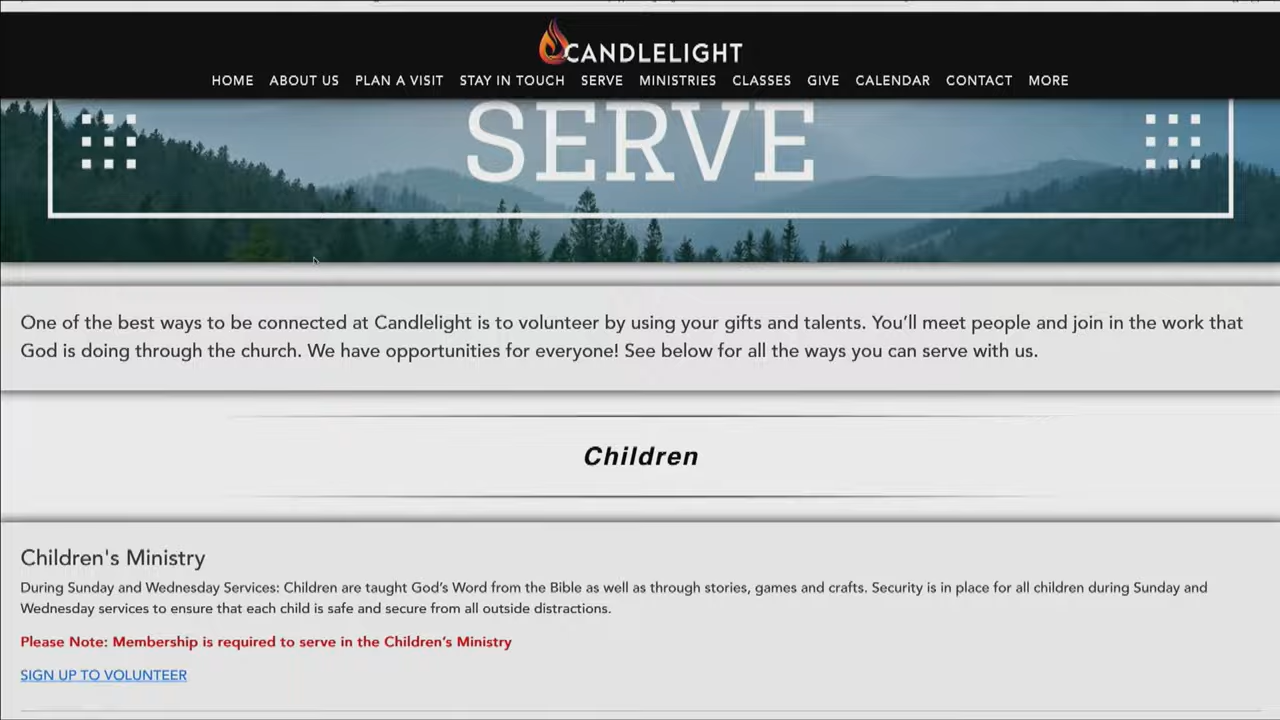 CANDLELIGHT
HOME ABOUT US PLAN A VISIT STAY IN TOUCH SERVE MINISTRIES CLASSES GIVE CALENDAR CONTACT MORE
SERVE
One of the best ways to be connected at Candlelight is to volunteer by using your gifts and talents. You’ll meet people and join in the work that
God is doing through the church. We have opportunities for everyone! See below for all the ways you can serve with us.
Children
Children's Ministry
During Sunday and Wednesday Services: Children are taught God’s Word from the Bible as well as through stories, games and crafts. Security is in place for all children during Sunday and
Wednesday services to ensure that each child is safe and secure from all outside distractions.
Please Note: Membership is required to serve in the Children’s Ministry
SIGN UP TO VOLUNTEER